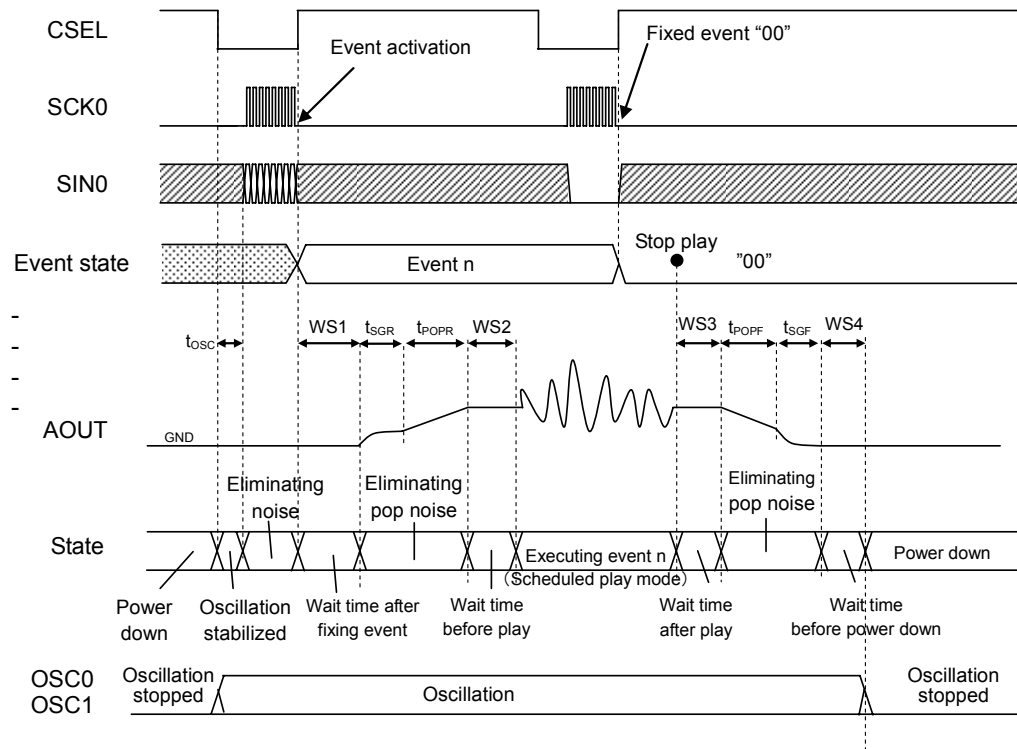 CSEL
Event activation
Fixed event “00”
SCK0
SIN0
Event state
Event n
Stop play
”00”
-
-
-
-
tOSC
WS1
tSGR
tPOPR
WS2
WS3
tPOPF
tSGF
WS4
AOUT
GND
Eliminating
noise
Eliminating
pop noise
Eliminating
pop noise
State
Executing event n
(Scheduled play mode)
Power down
Power
down
Oscillation
stabilized
Wait time after
fixing event
Wait time
before play
Wait time
after play
Wait time
before power down
OSC0
OSC1
Oscillation
stopped
Oscillation
Oscillation
stopped